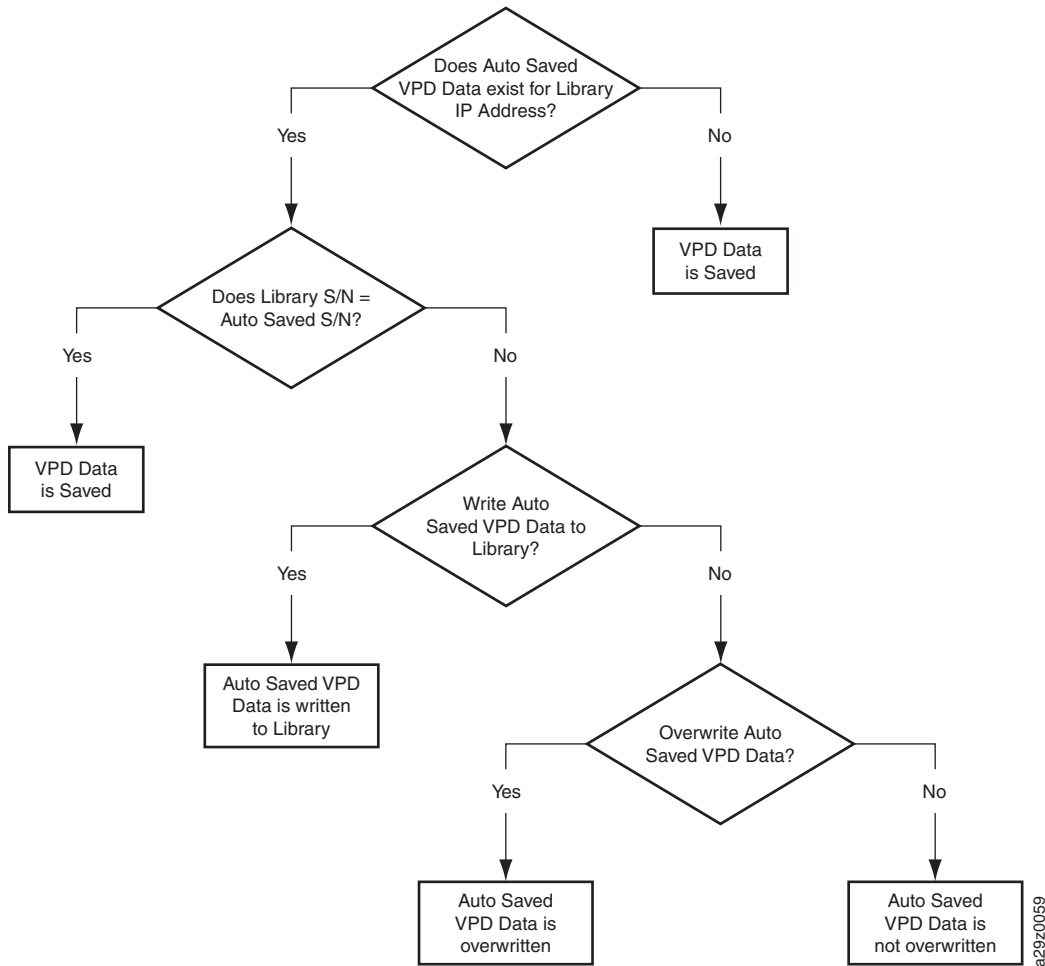 Does Auto Saved
VPD Data exist for Library
IP Address?
Yes
No
VPD Data
is Saved
Does Library S/N =
Auto Saved S/N?
Yes
No
VPD Data
is Saved
Write Auto
Saved VPD Data to
Library?
Yes
No
Auto Saved VPD
Data is written
to Library
Overwrite Auto
Saved VPD Data?
Yes
No
Auto Saved
VPD Data is
overwritten
Auto Saved
VPD Data is
not overwritten
a29z0059